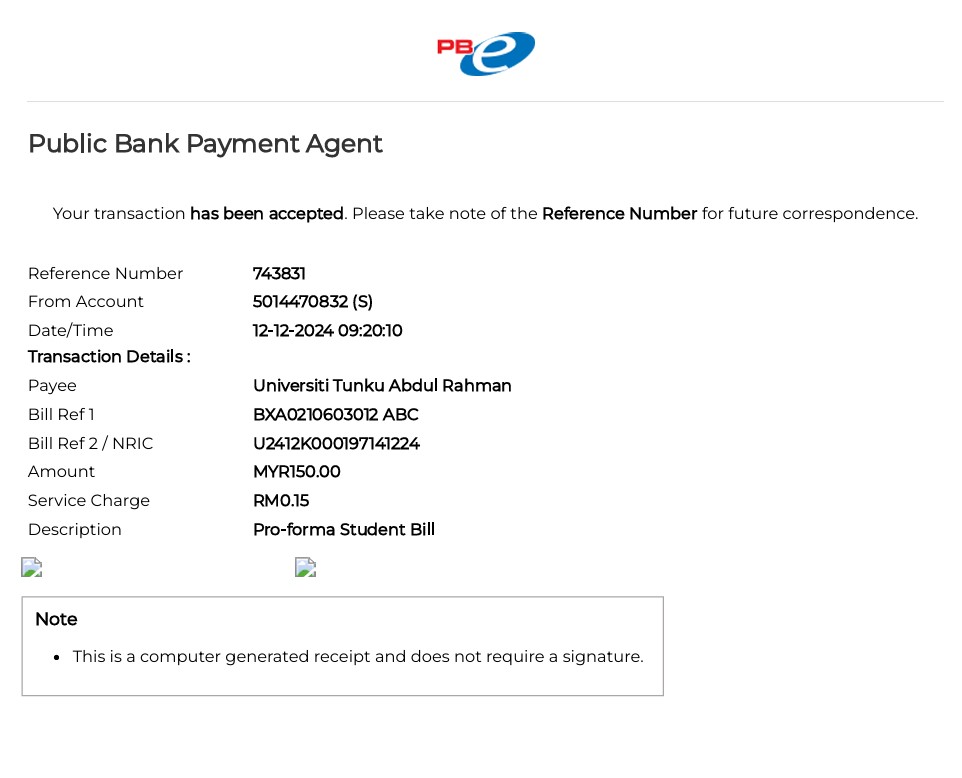 PBe
Public Bank Payment Agent
Your transaction has been accepted. Please take note of the Reference Number for future correspondence.
Reference Number 743831
From Account 5014470832 (S)
Date/Time 12-12-2024 09:20:10
Transaction Details :
Payee Universiti Tunku Abdul Rahman
Bill Ref 1 BXA0210603012 ABC
Bill Ref 2 / NRIC U2412K000197141224
Amount MYR150.00
Service Charge RM0.15
Description Pro-forma Student Bill
Note
• This is a computer generated receipt and does not require a signature.